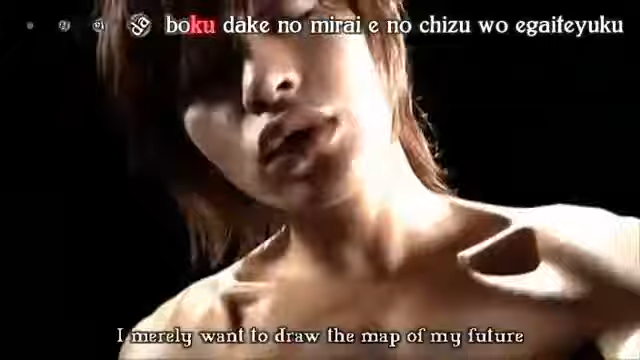 boku dake no mirai e no chizu wo egaiteyuku
I merely want to draw the map of my future